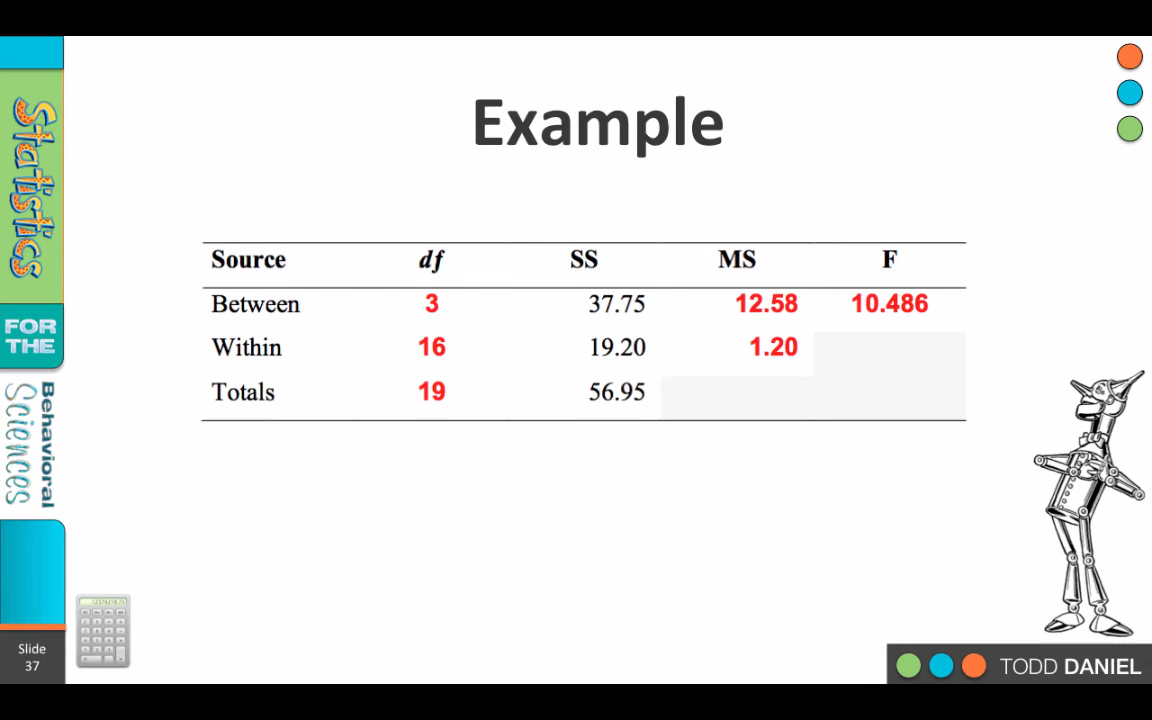 Statistics
FOR
THE
Behavioral
Sciences
Slide
37
Example
Source df SS MS F
Between 3 37.75 12.58 10.486
Within 16 19.20 1.20
Totals 19 56.95
TODD DANIEL